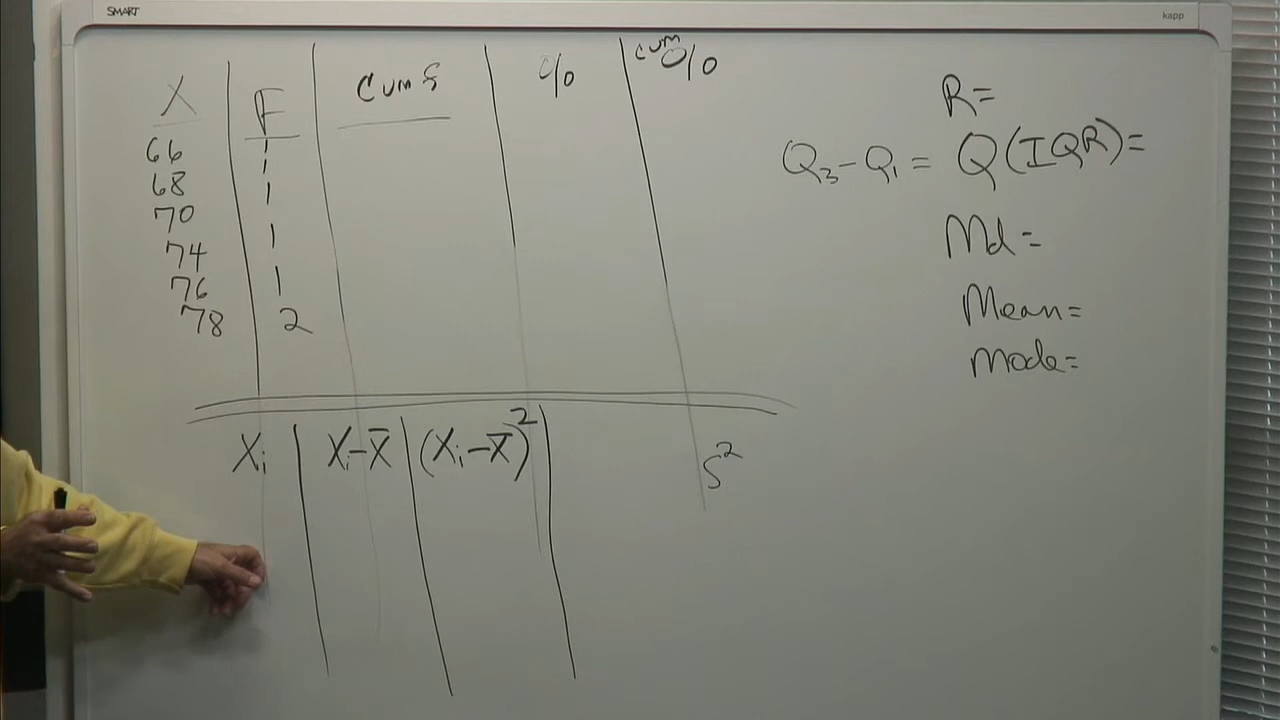 SMART
kapp
X F Cum f % cum %
66 1
68 1
70 1
74 1
76 1
78 2
R=
Q₃-Q₁= Q(IQR)=
Md=
Mean=
Mode=
Xᵢ Xᵢ-X̄ (Xᵢ-X̄)² S²